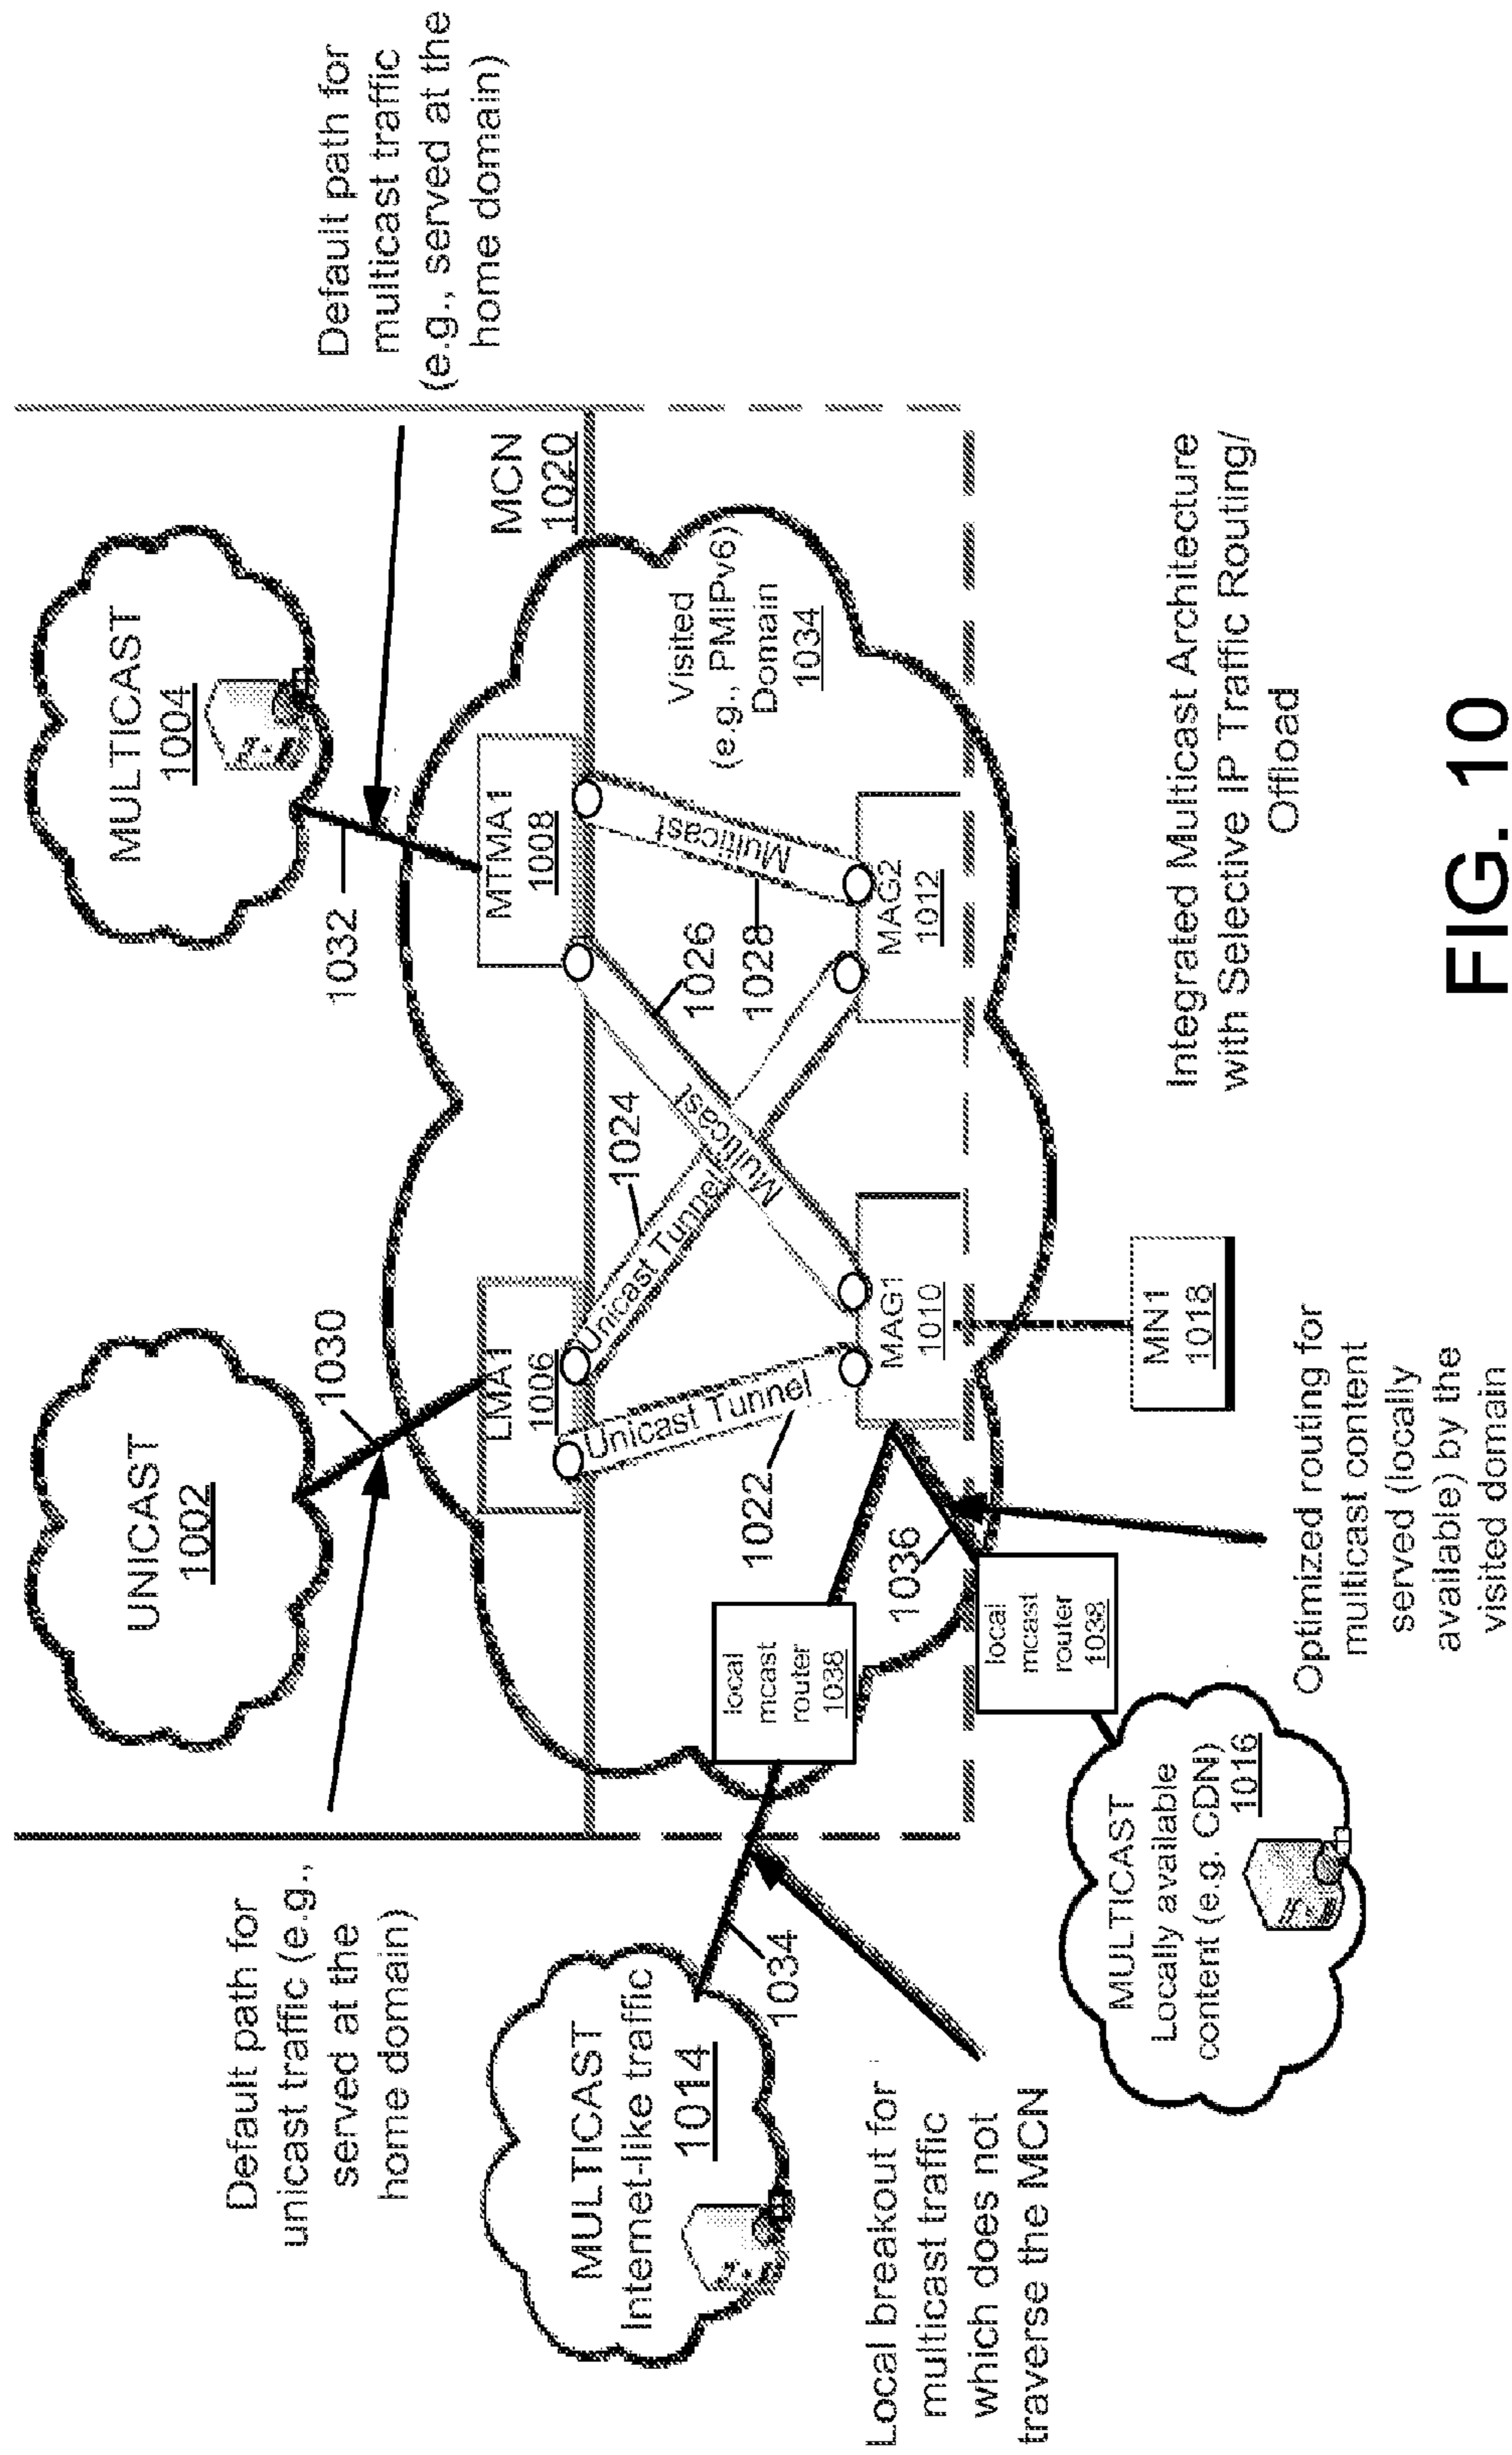 UNICAST
1002
MULTICAST
1004
Default path for
unicast traffic (e.g.,
served at the
home domain)
1030
1032
Default path for
multicast traffic
(e.g., served at the
home domain)
MCN
1020
LMA1
1006
MTMA1
1008
MULTICAST
Internet-like traffic
1014
1034
Unicast Tunnel
1022
Unicast Tunnel
1024
Multicast
1026
Multicast
1028
Visited
(e.g., PMIPv6)
Domain
1034
local
mcast
router
1038
MAG1
1010
MAG2
1012
1036
Local breakout for
multicast traffic
which does not
traverse the MCN
local
mcast
router
1038
MULTICAST
Locally available
content (e.g. CDN)
1016
MN1
1018
Optimized routing for
multicast content
served (locally
available) by the
visited domain
Integrated Multicast Architecture
with Selective IP Traffic Routing/
Offload
FIG. 10